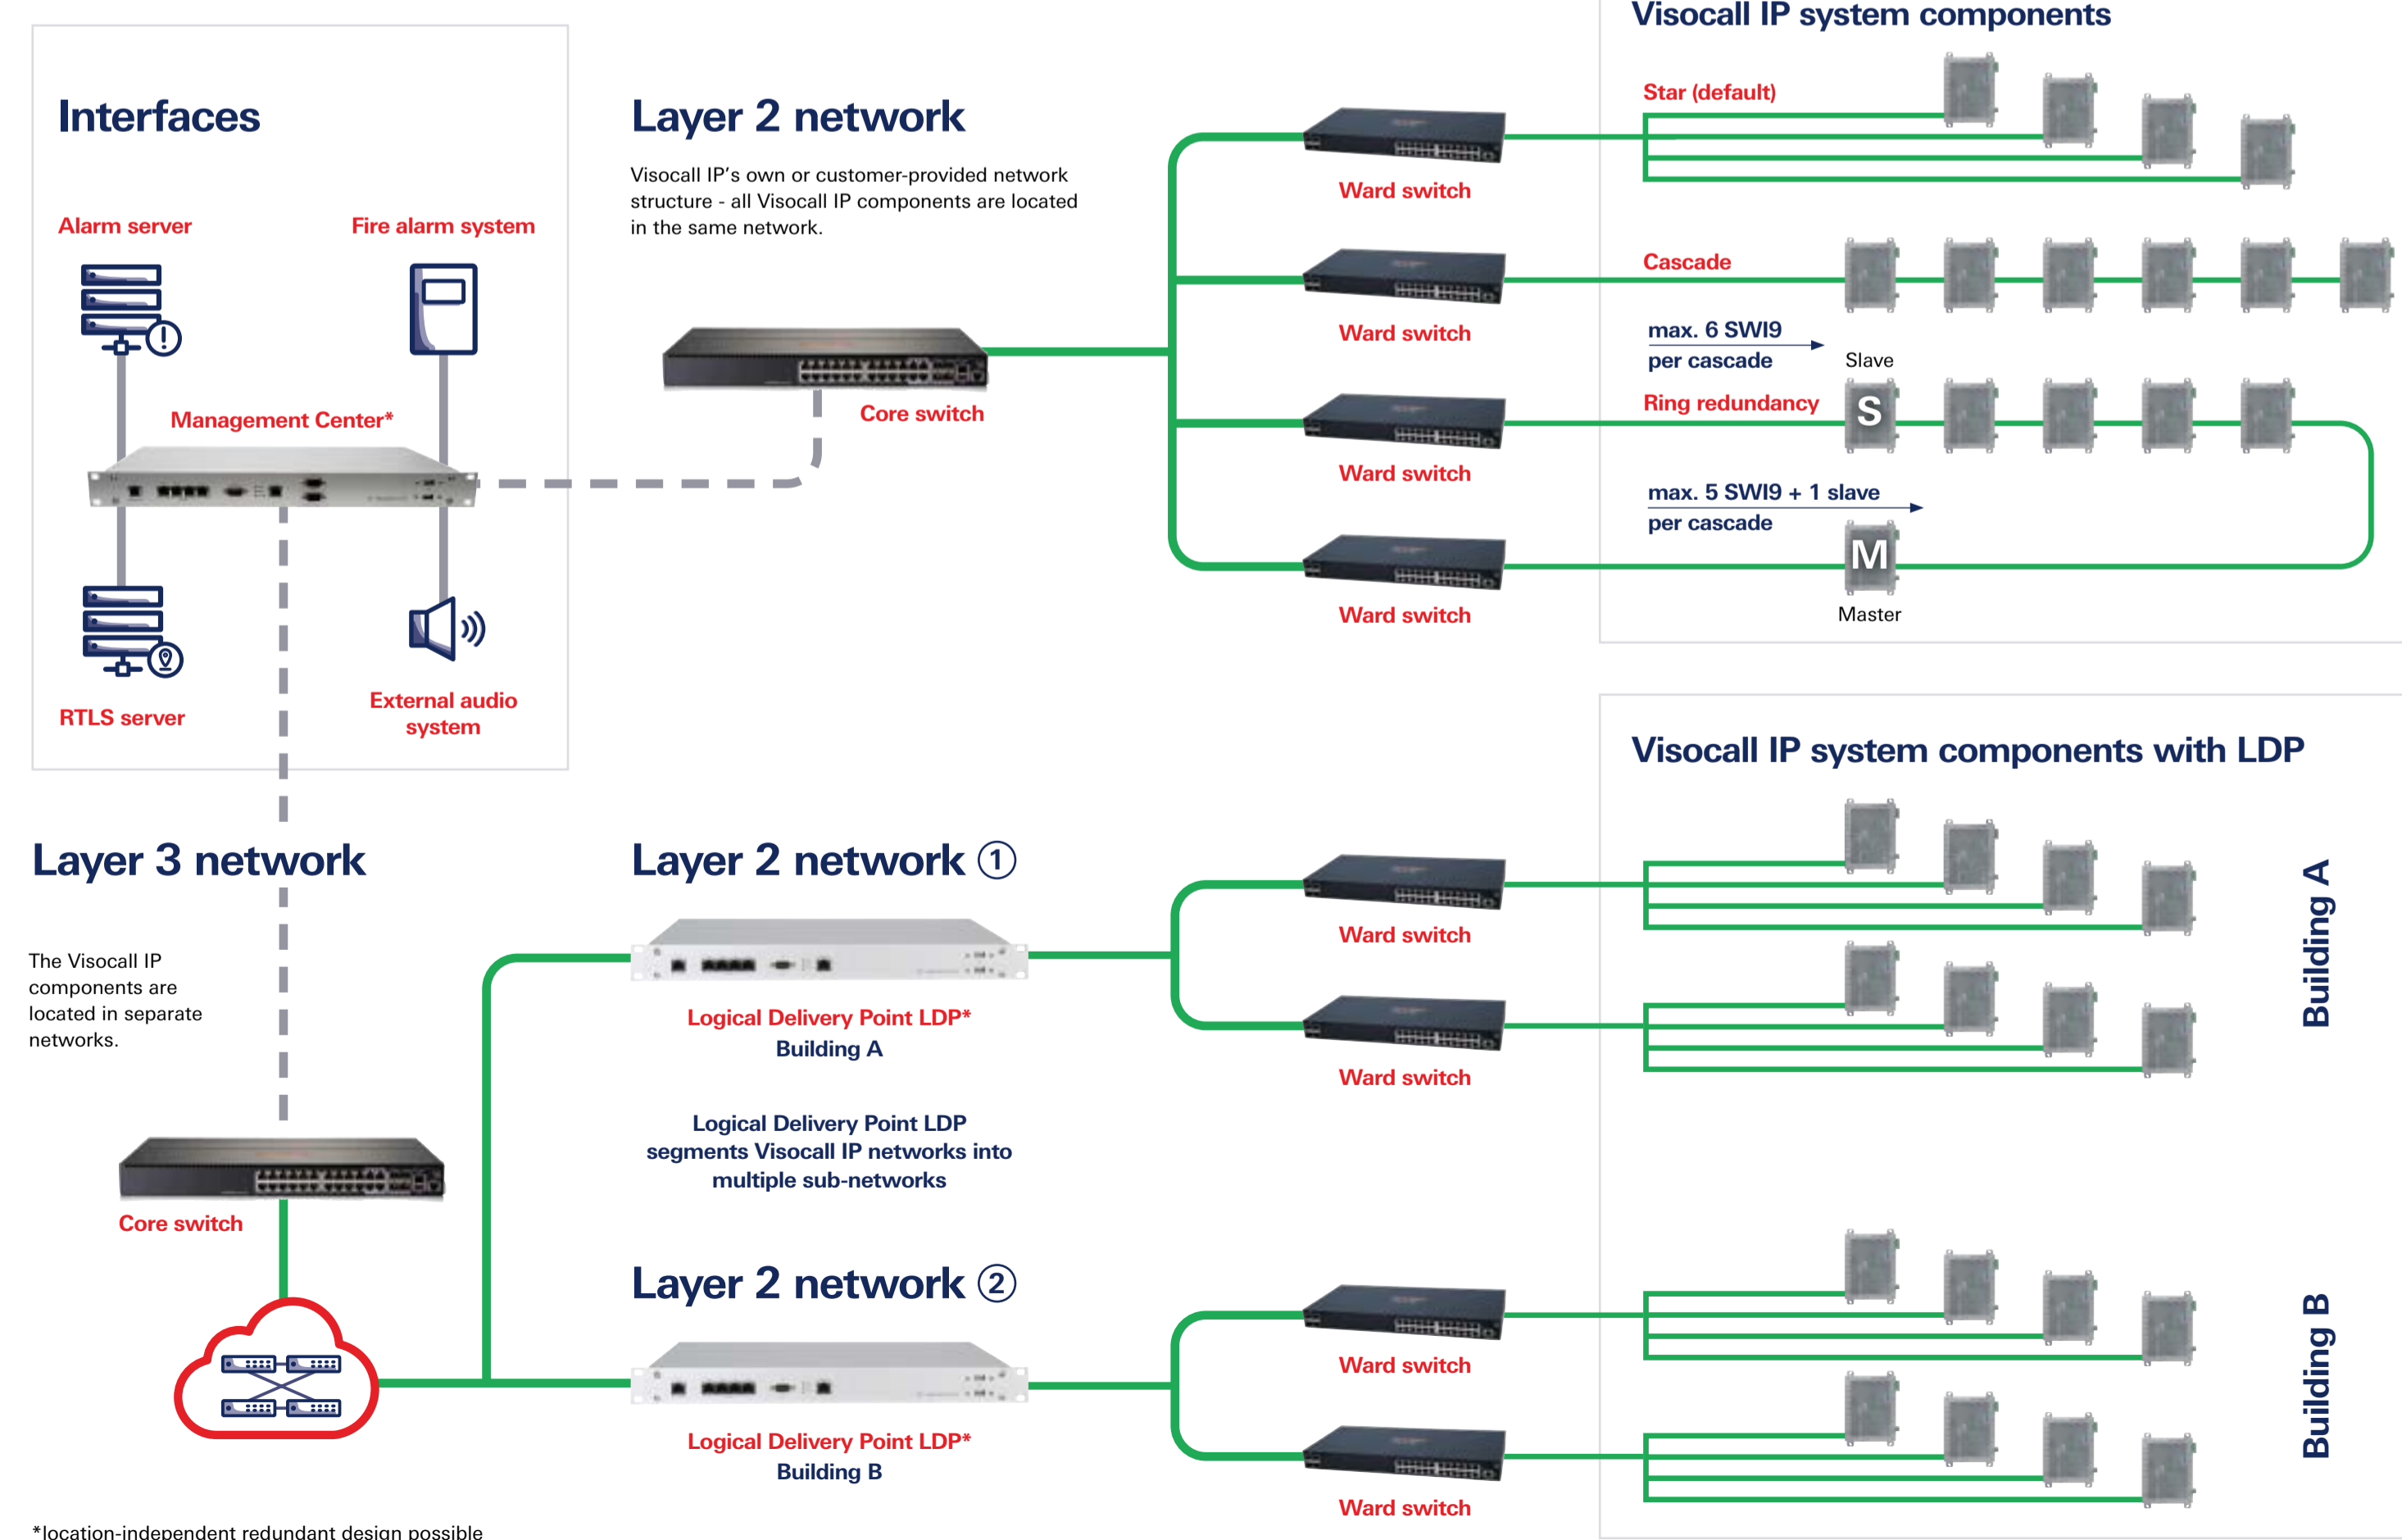 Interfaces
Alarm server
Fire alarm system
Management Center*
RTLS server
External audio
system
Layer 2 network
Visocall IP's own or customer-provided network
structure - all Visocall IP components are located
in the same network.
Core switch
Ward switch
Ward switch
Ward switch
Ward switch
Visocall IP system components
Star (default)
Cascade
max. 6 SWI9
per cascade
Slave
Ring redundancy
S
max. 5 SWI9 + 1 slave
per cascade
M
Master
Layer 3 network
The Visocall IP
components are
located in separate
networks.
Core switch
Layer 2 network 1
Logical Delivery Point LDP*
Building A
Logical Delivery Point LDP
segments Visocall IP networks into
multiple sub-networks
Layer 2 network 2
Logical Delivery Point LDP*
Building B
Ward switch
Ward switch
Ward switch
Ward switch
Visocall IP system components with LDP
Building A
Building B
*location-independent redundant design possible